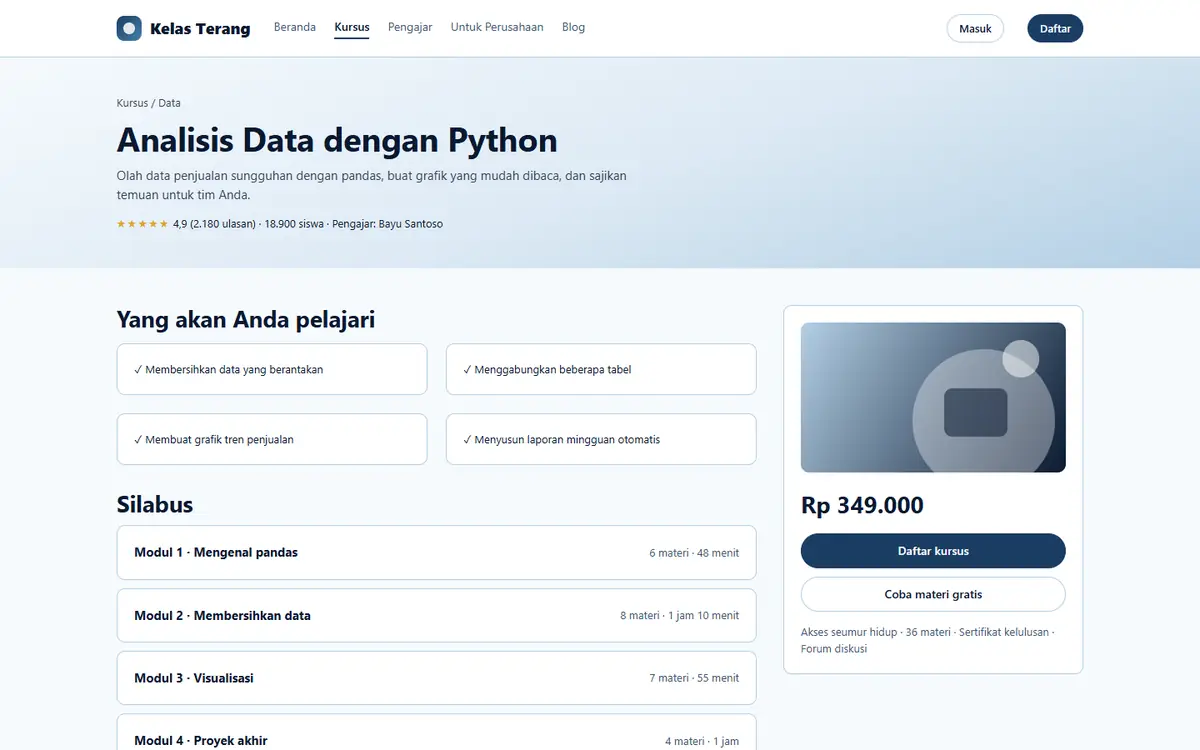 Kelas Terang
Beranda
Kursus
Pengajar
Untuk Perusahaan
Blog
Masuk
Daftar
Kursus / Data
Analisis Data dengan Python
Olah data penjualan sungguhan dengan pandas, buat grafik yang mudah dibaca, dan sajikan
temuan untuk tim Anda.
★★★★★ 4,9 (2.180 ulasan) · 18.900 siswa · Pengajar: Bayu Santoso
Yang akan Anda pelajari
✓ Membersihkan data yang berantakan
✓ Menggabungkan beberapa tabel
✓ Membuat grafik tren penjualan
✓ Menyusun laporan mingguan otomatis
Silabus
Modul 1 · Mengenal pandas
6 materi · 48 menit
Modul 2 · Membersihkan data
8 materi · 1 jam 10 menit
Modul 3 · Visualisasi
7 materi · 55 menit
Modul 4 · Proyek akhir
4 materi · 1 jam
Rp 349.000
Daftar kursus
Coba materi gratis
Akses seumur hidup · 36 materi · Sertifikat kelulusan ·
Forum diskusi